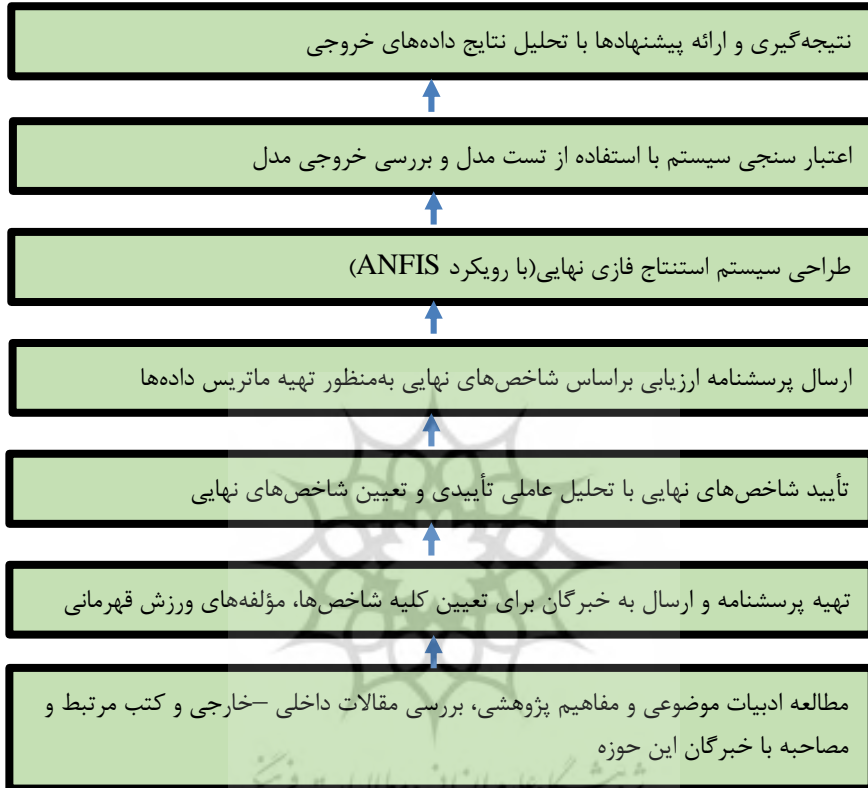 نتیجه‌گیری و ارائه پیشنهادها با تحلیل نتایج داده‌های خروجی
اعتبار سنجی سیستم با استفاده از تست مدل و بررسی خروجی مدل
طراحی سیستم استنتاج فازی نهایی(با رویکرد ANFIS)
ارسال پرسشنامه ارزیابی براساس شاخص‌های نهایی به‌منظور تهیه ماتریس داده‌ها
تأیید شاخص‌های نهایی با تحلیل عاملی تأییدی و تعیین شاخص‌های نهایی
تهیه پرسشنامه و ارسال به خبرگان برای تعیین کلیه شاخص‌ها، مؤلفه‌های ورزش قهرمانی
مطالعه ادبیات موضوعی و مفاهیم پژوهشی، بررسی مقالات داخلی –خارجی و کتب مرتبط و
مصاحبه با خبرگان این حوزه